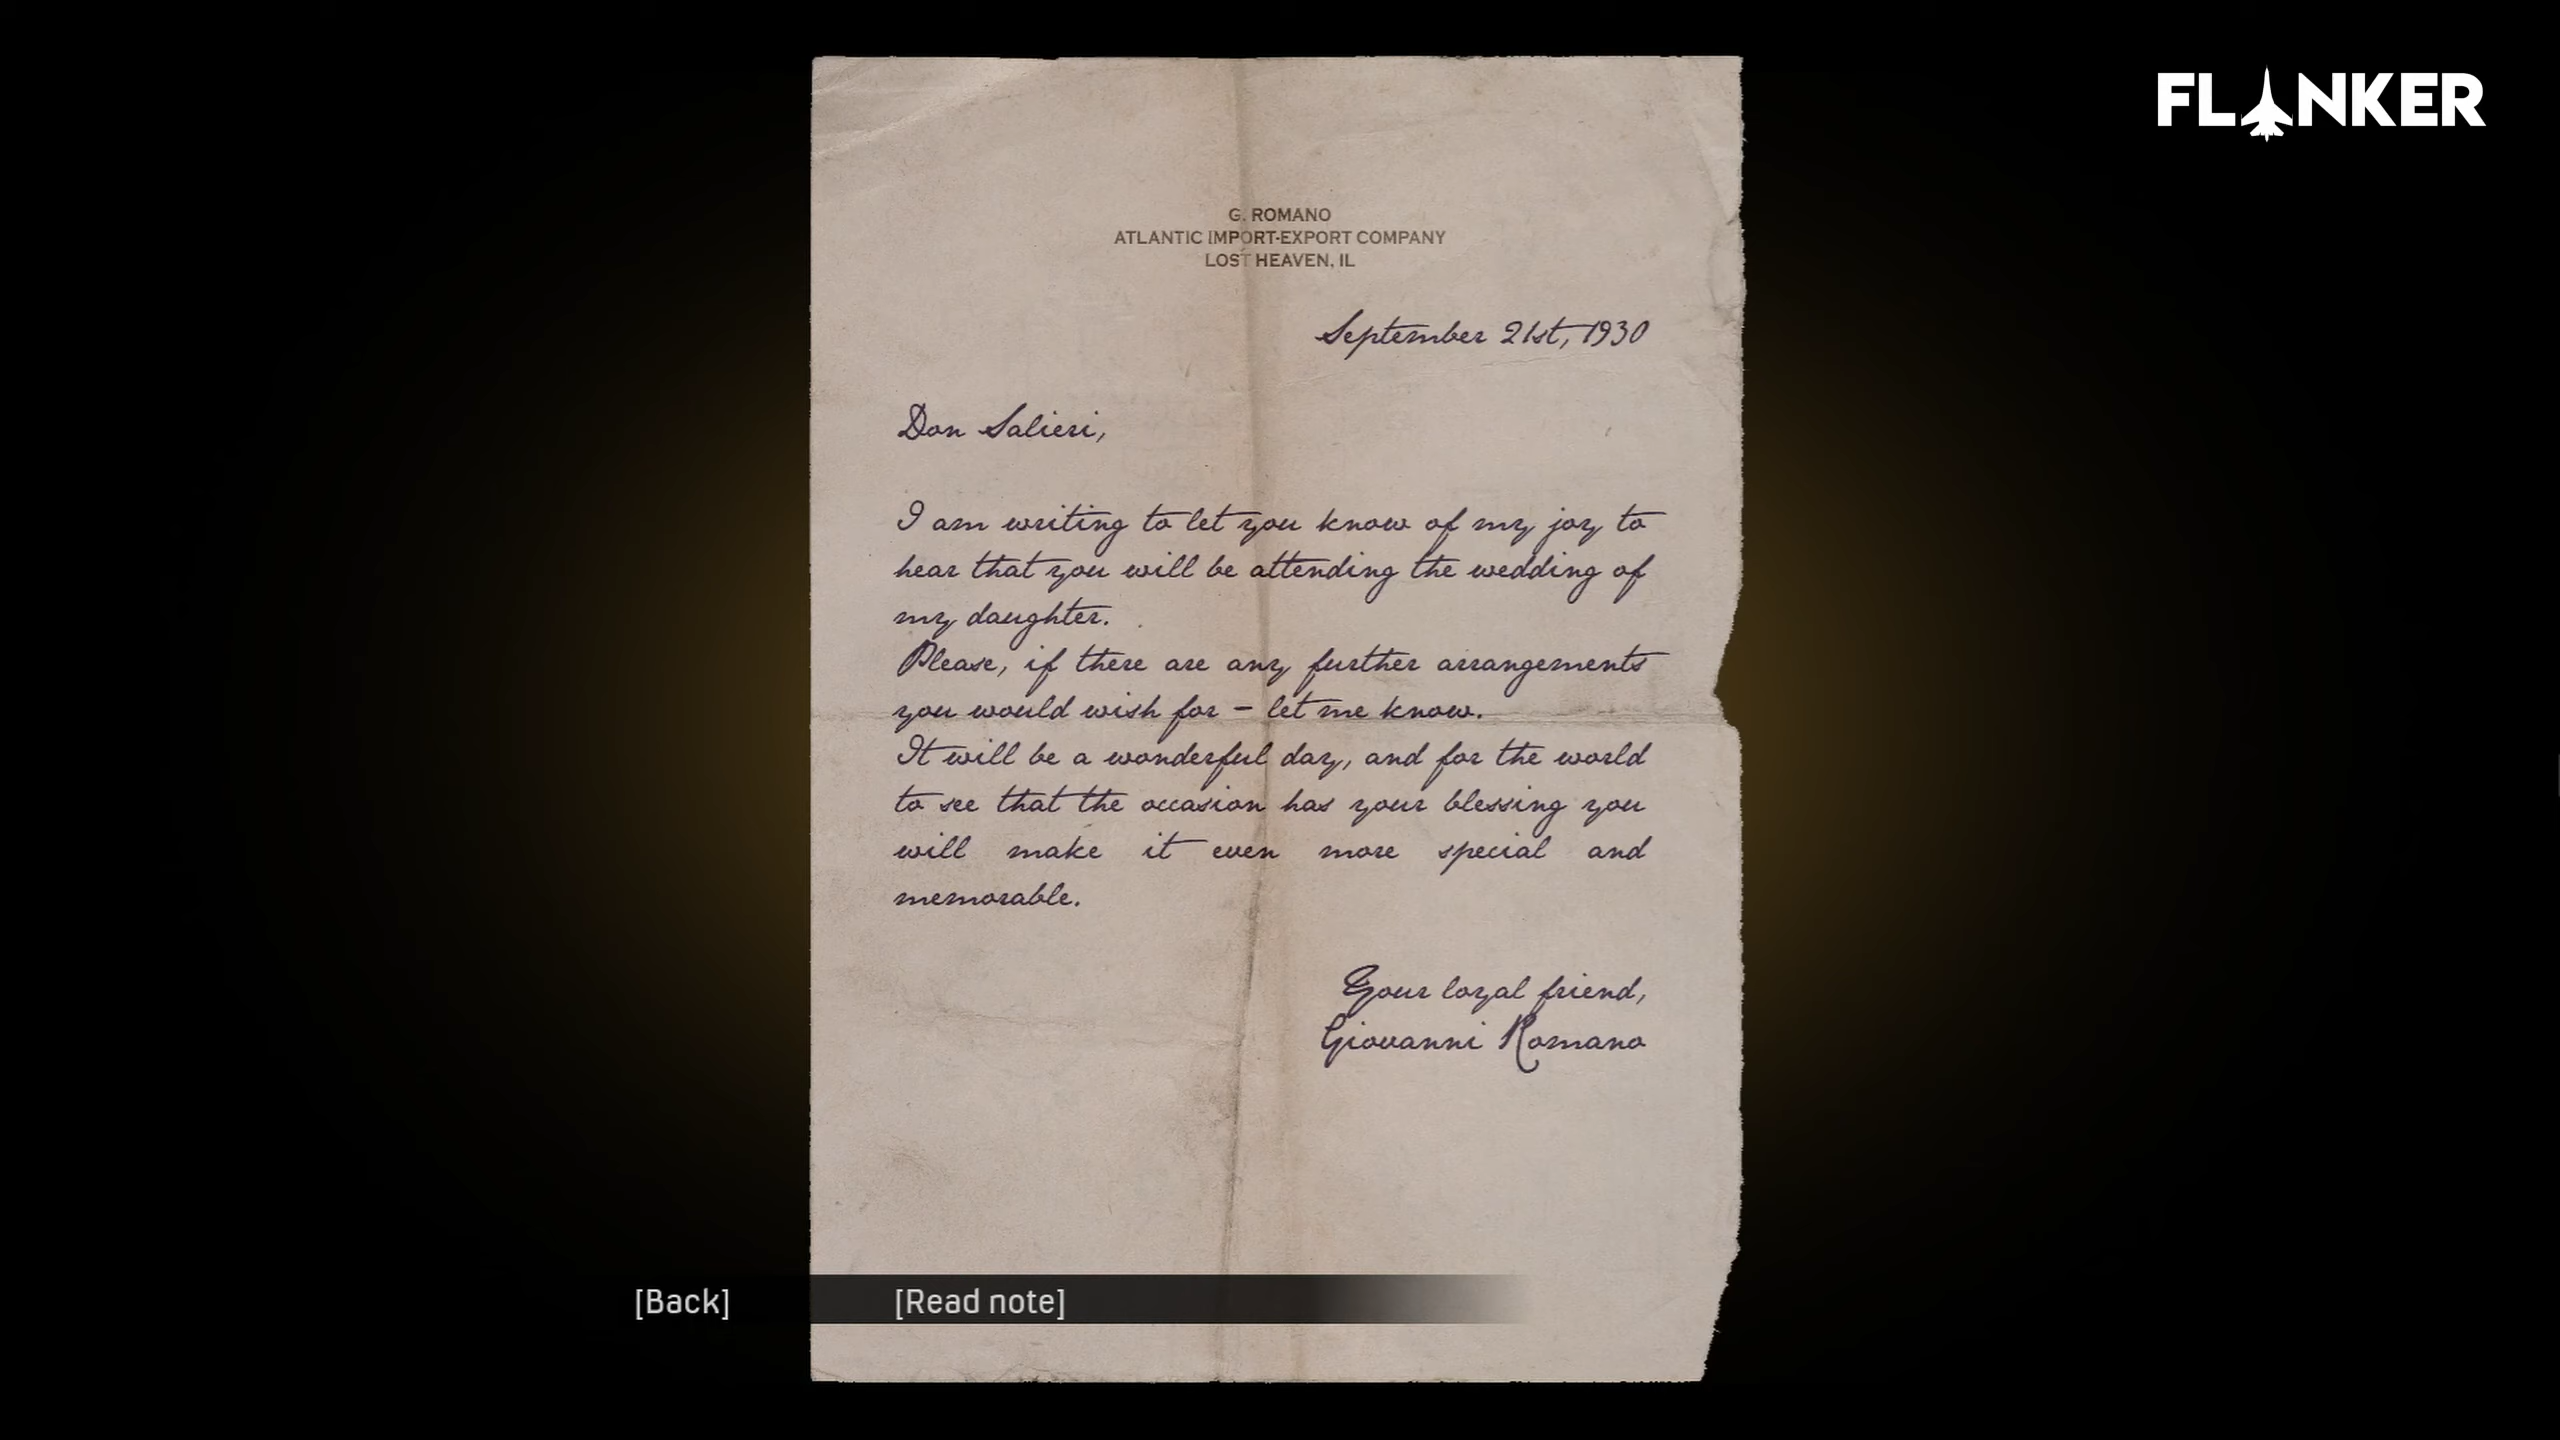 FLANKER
G. ROMANO
ATLANTIC IMPORT-EXPORT COMPANY
LOST HEAVEN, IL
September 21st, 1930
Don Salieri,
I am writing to let you know of my joy to
hear that you will be attending the wedding of
my daughter.
Please, if there are any further arrangements
you would wish for – let me know.
It will be a wonderful day, and for the world
to see that the occasion has your blessing you
will make it even more special and
memorable.
Your loyal friend,
Giovanni Romano
[Back]
[Read note]